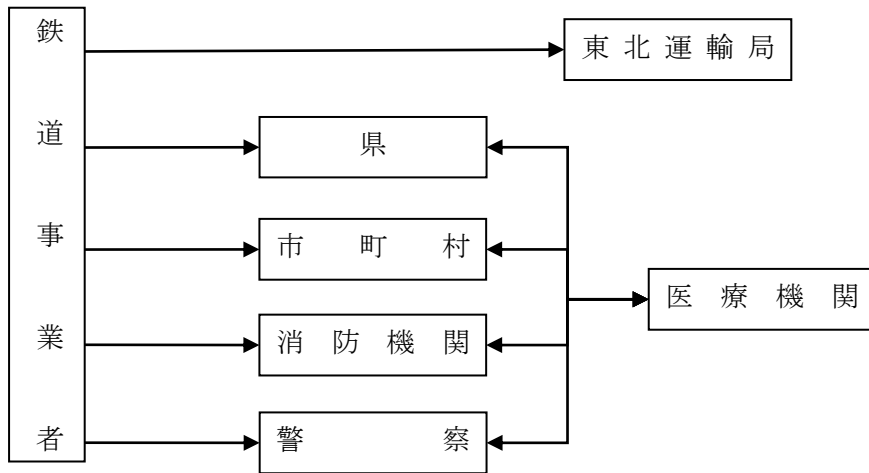 鉄道事業者
東北運輸局
県
市町村
医療機関
消防機関
警察